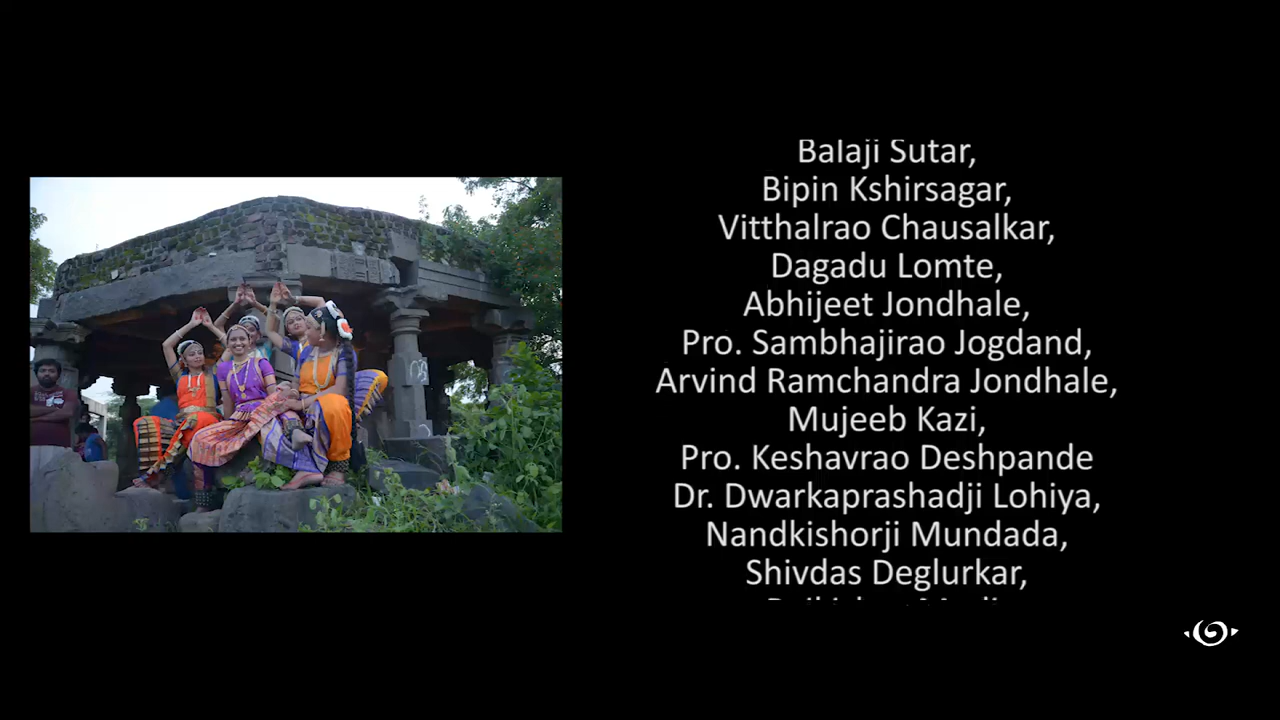 Balaji Sutar,
Bipin Kshirsagar,
Vitthalrao Chausalkar,
Dagadu Lomte,
Abhijeet Jondhale,
Pro. Sambhajirao Jogdand,
Arvind Ramchandra Jondhale,
Mujeeb Kazi,
Pro. Keshavrao Deshpande
Dr. Dwarkaprashadji Lohiya,
Nandkishorji Mundada,
Shivdas Deglurkar,